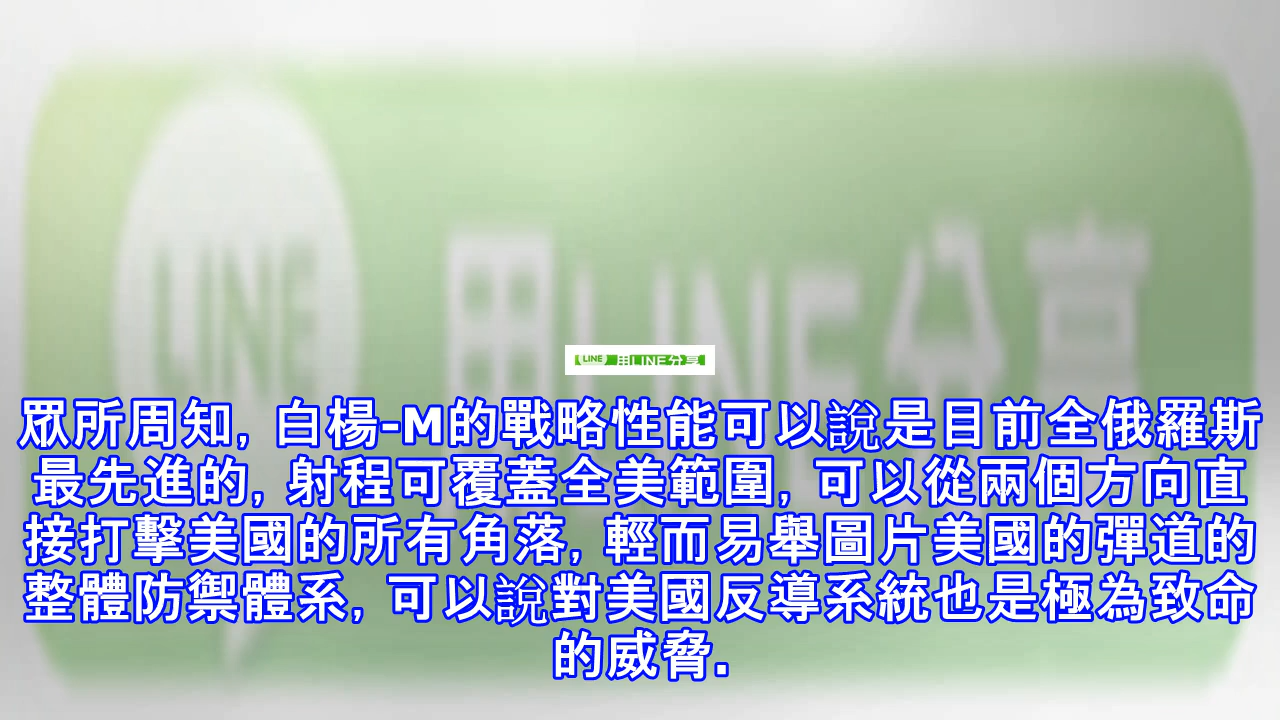 LINE 用LINE分享
LINE 用LINE分享
眾所周知, 白楊-M的戰略性能可以說是目前全俄羅斯
最先進的, 射程可覆蓋全美範圍, 可以從兩個方向直
接打擊美國的所有角落, 輕而易舉圖片美國的彈道的
整體防禦體系, 可以說對美國反導系統也是極為致命
的威脅.